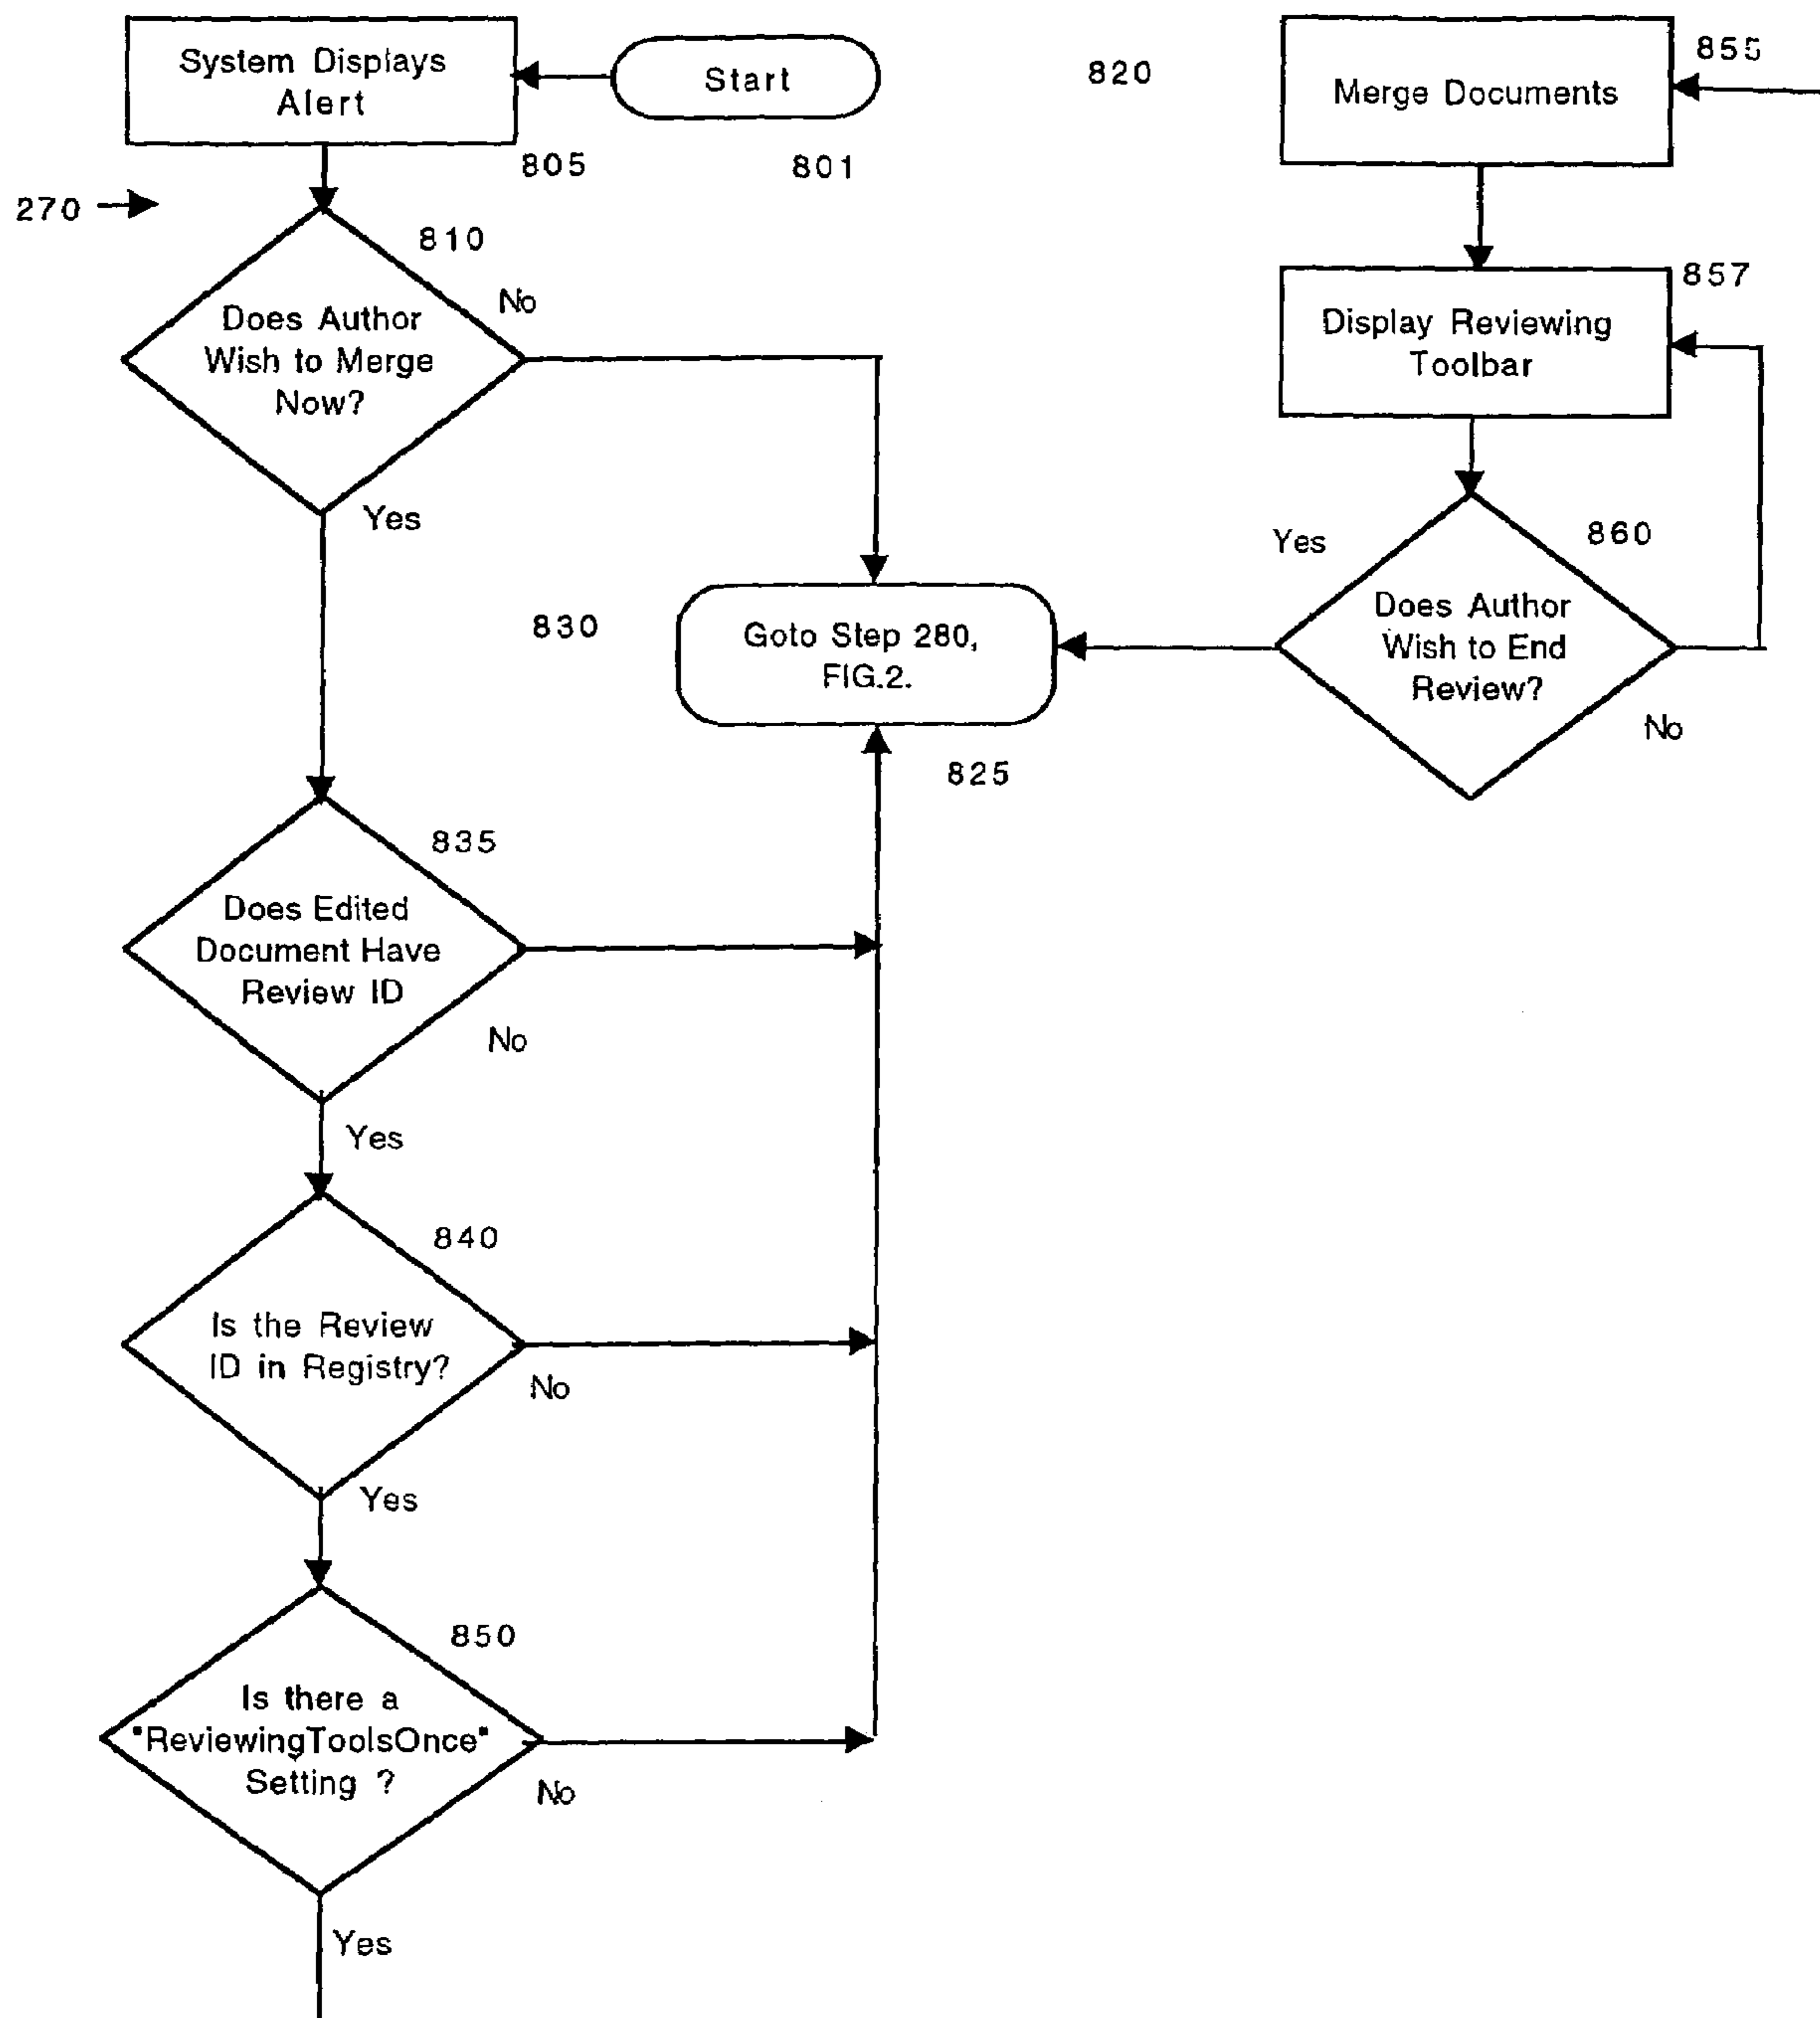 System Displays
Alert
Start
805
801
270
810
Does Author
Wish to Merge
Now?
No
Yes
820
Merge Documents
855
Display Reviewing
Toolbar
857
860
Does Author
Wish to End
Review?
Yes
No
830
Goto Step 280,
FIG.2.
825
835
Does Edited
Document Have
Review ID
No
Yes
840
Is the Review
ID in Registry?
No
Yes
850
Is there a
"ReviewingToolsOnce"
Setting ?
No
Yes